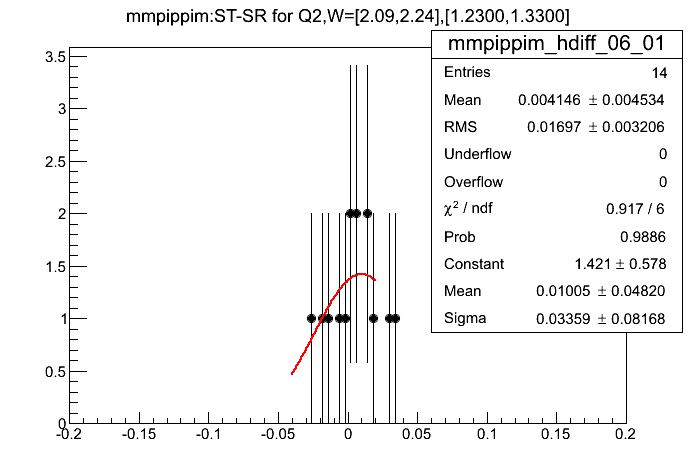 mmpippim:ST-SR for Q2,W=[2.09,2.24],[1.2300,1.3300]
mmpippim_hdiff_06_01
Entries 14
Mean 0.004146 ± 0.004534
RMS 0.01697 ± 0.003206
Underflow 0
Overflow 0
χ² / ndf 0.917 / 6
Prob 0.9886
Constant 1.421 ± 0.578
Mean 0.01005 ± 0.04820
Sigma 0.03359 ± 0.08168
3.5
3
2.5
2
1.5
1
0.5
0
-0.2 -0.15 -0.1 -0.05 0 0.05 0.1 0.15 0.2